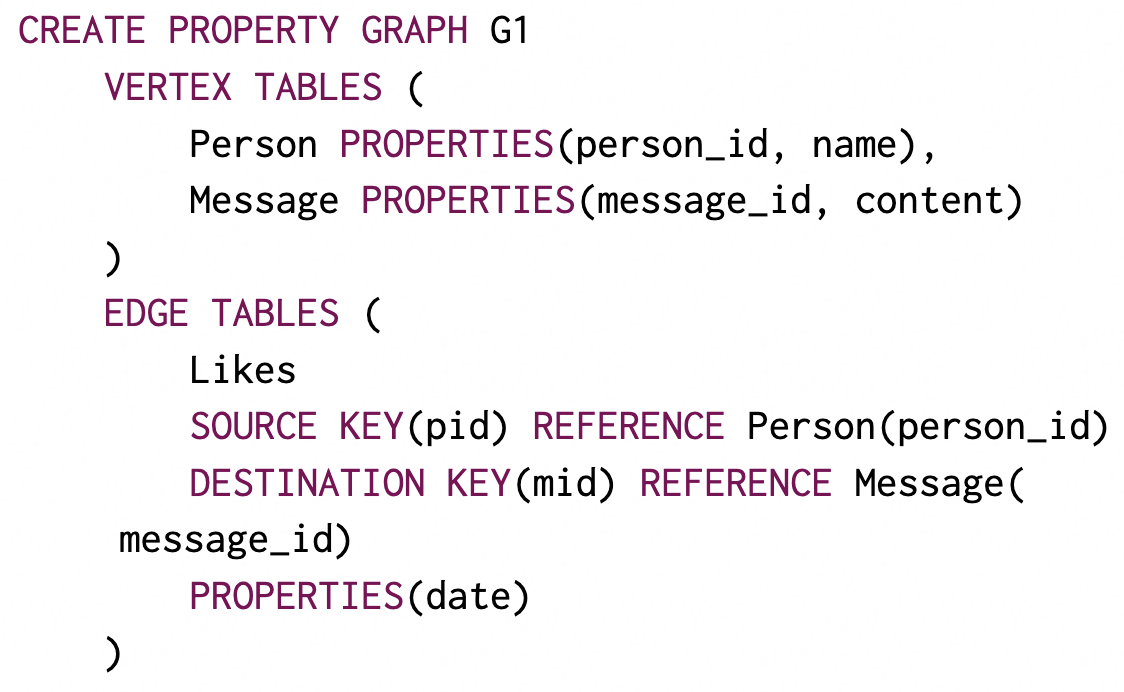 CREATE PROPERTY GRAPH G1
VERTEX TABLES (
Person PROPERTIES(person_id, name),
Message PROPERTIES(message_id, content)
)
EDGE TABLES (
Likes
SOURCE KEY(pid) REFERENCE Person(person_id)
DESTINATION KEY(mid) REFERENCE Message(
message_id)
PROPERTIES(date)
)